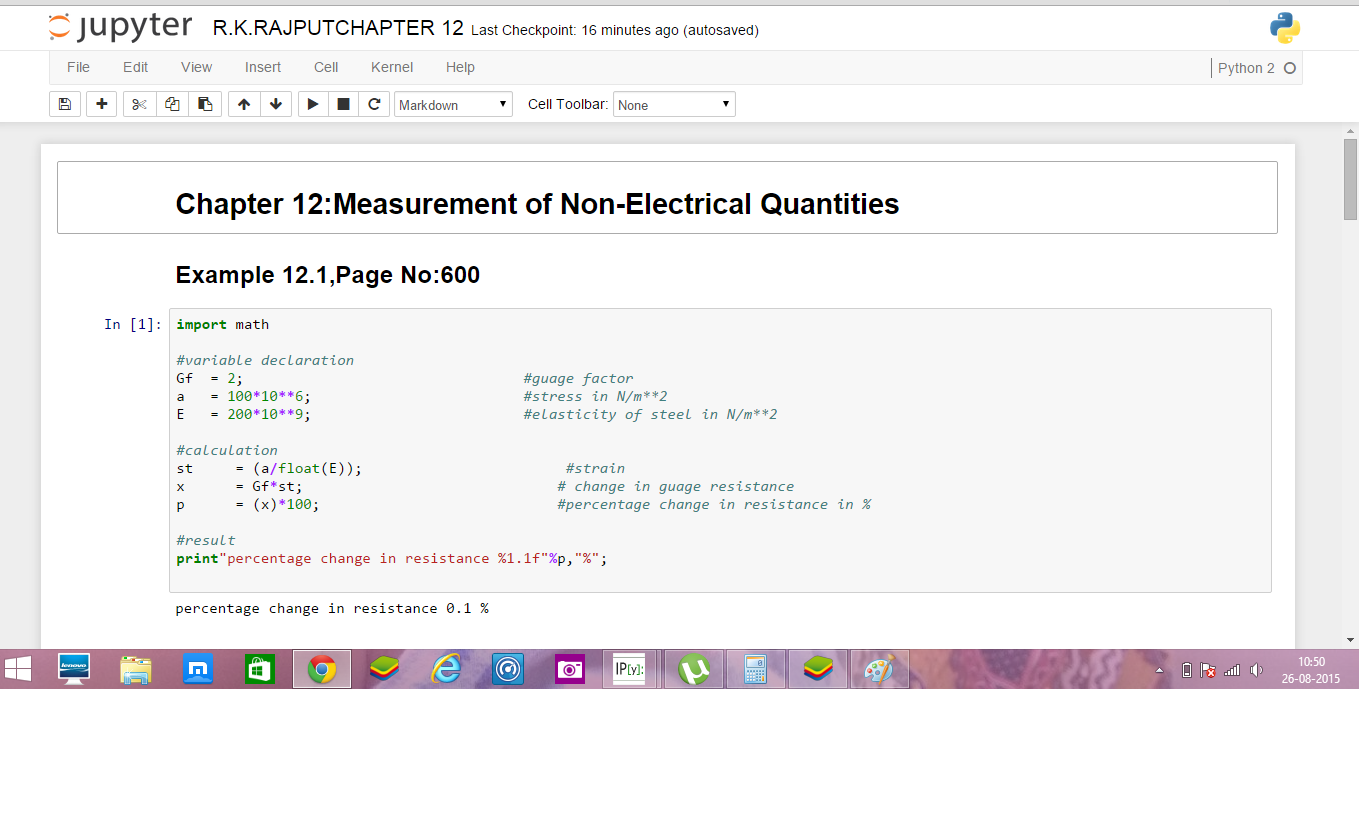 jupyter R.K.RAJPUTCHAPTER 12 Last Checkpoint: 16 minutes ago (autosaved)
File Edit View Insert Cell Kernel Help Python 2
Markdown Cell Toolbar: None
Chapter 12:Measurement of Non-Electrical Quantities
Example 12.1,Page No:600
In [1]: import math
#variable declaration
Gf = 2; #guage factor
a = 100*10**6; #stress in N/m**2
E = 200*10**9; #elasticity of steel in N/m**2
#calculation
st = (a/float(E)); #strain
x = Gf*st; # change in guage resistance
p = (x)*100; #percentage change in resistance in %
#result
print"percentage change in resistance %1.1f"%p,"%";
percentage change in resistance 0.1 %
lenovo
IP[y]:
10:50
26-08-2015